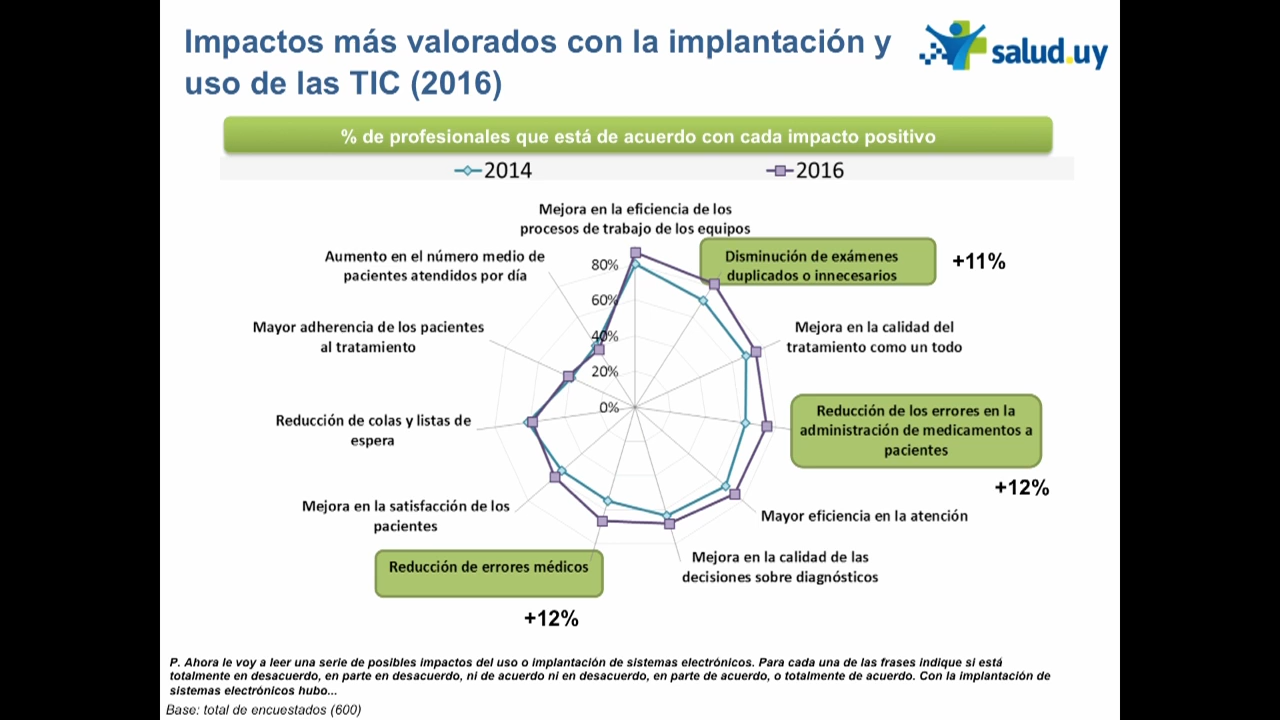 Impactos más valorados con la implantación y
uso de las TIC (2016)
salud.uy
% de profesionales que está de acuerdo con cada impacto positivo
2014
2016
Mejora en la eficiencia de los
procesos de trabajo de los equipos
Disminución de exámenes
duplicados o innecesarios
+11%
Mejora en la calidad del
tratamiento como un todo
Reducción de los errores en la
administración de medicamentos a
pacientes
+12%
Mayor eficiencia en la atención
Mejora en la calidad de las
decisiones sobre diagnósticos
Reducción de errores médicos
+12%
Mejora en la satisfacción de los
pacientes
Reducción de colas y listas de
espera
Mayor adherencia de los pacientes
al tratamiento
Aumento en el número medio de
pacientes atendidos por día
80%
60%
40%
20%
0%
P. Ahora le voy a leer una serie de posibles impactos del uso o implantación de sistemas electrónicos. Para cada una de las frases indique si está
totalmente en desacuerdo, en parte en desacuerdo, ni de acuerdo ni en desacuerdo, en parte de acuerdo, o totalmente de acuerdo. Con la implantación de
sistemas electrónicos hubo...
Base: total de encuestados (600)